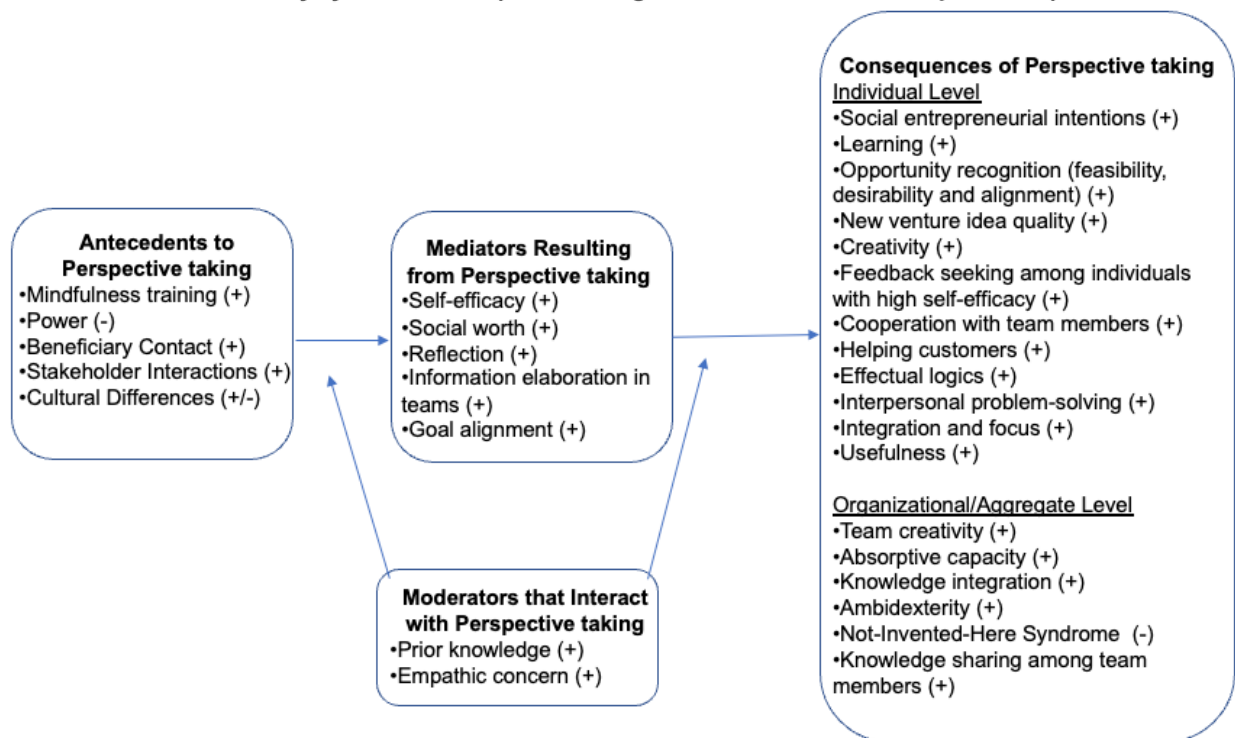 Antecedents to
Perspective taking
•Mindfulness training (+)
•Power (-)
•Beneficiary Contact (+)
•Stakeholder Interactions (+)
•Cultural Differences (+/-)
Mediators Resulting
from Perspective taking
•Self-efficacy (+)
•Social worth (+)
•Reflection (+)
•Information elaboration in
teams (+)
•Goal alignment (+)
Moderators that Interact
with Perspective taking
•Prior knowledge (+)
•Empathic concern (+)
Consequences of Perspective taking
Individual Level
•Social entrepreneurial intentions (+)
•Learning (+)
•Opportunity recognition (feasibility,
desirability and alignment) (+)
•New venture idea quality (+)
•Creativity (+)
•Feedback seeking among individuals
with high self-efficacy (+)
•Cooperation with team members (+)
•Helping customers (+)
•Effectual logics (+)
•Interpersonal problem-solving (+)
•Integration and focus (+)
•Usefulness (+)
Organizational/Aggregate Level
•Team creativity (+)
•Absorptive capacity (+)
•Knowledge integration (+)
•Ambidexterity (+)
•Not-Invented-Here Syndrome (-)
•Knowledge sharing among team
members (+)